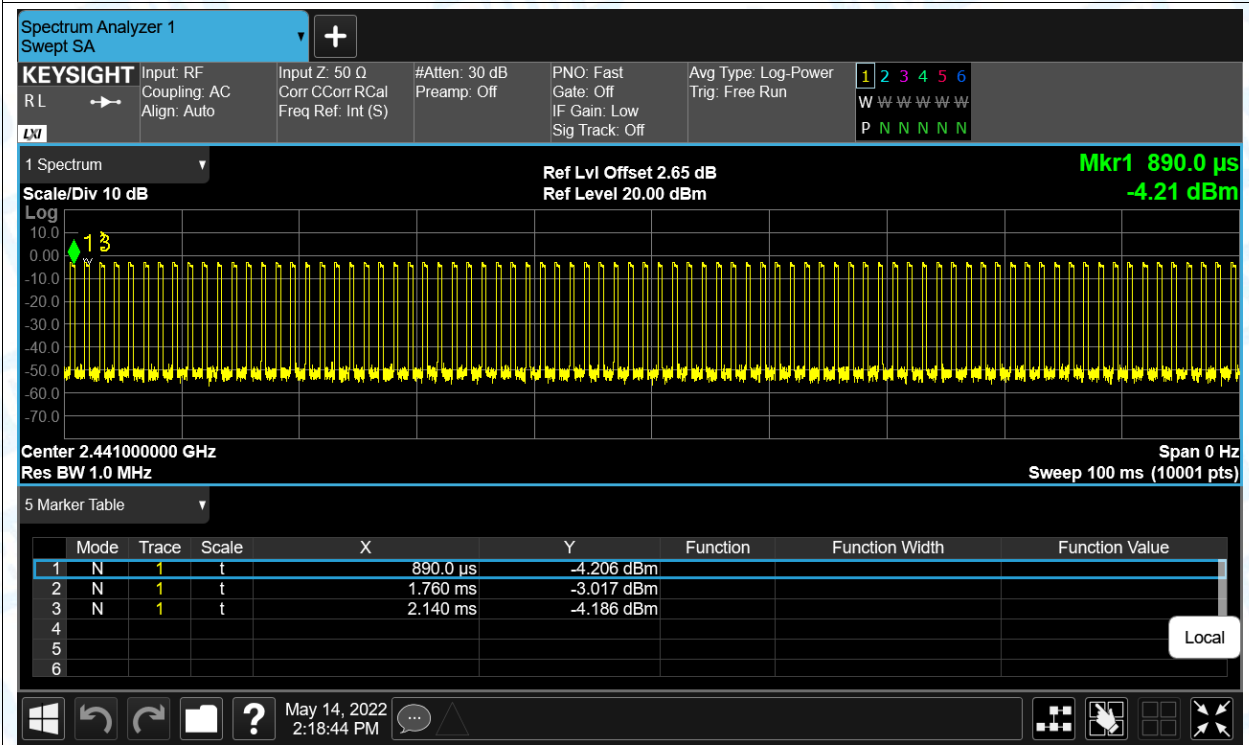 Spectrum Analyzer 1
Swept SA
KEYSIGHT Input: RF Input Z: 50 Ω #Atten: 30 dB PNO: Fast Avg Type: Log-Power 1 2 3 4 5 6
R L Coupling: AC Corr CCorr RCal Preamp: Off Gate: Off Trig: Free Run W W W W W W
Align: Auto Freq Ref: Int (S) IF Gain: Low
LXI Sig Track: Off P N N N N N
1 Spectrum Ref Lvl Offset 2.65 dB Mkr1 890.0 µs
Scale/Div 10 dB Ref Level 20.00 dBm -4.21 dBm
Log
10.0 1 3
0.00
-10.0
-20.0
-30.0
-40.0
-50.0
-60.0
-70.0
Center 2.441000000 GHz Span 0 Hz
Res BW 1.0 MHz Sweep 100 ms (10001 pts)
5 Marker Table
Mode Trace Scale X Y Function Function Width Function Value
1 N 1 t 890.0 µs -4.206 dBm
2 N 1 t 1.760 ms -3.017 dBm
3 N 1 t 2.140 ms -4.186 dBm
4
5
6
Local
? May 14, 2022
2:18:44 PM